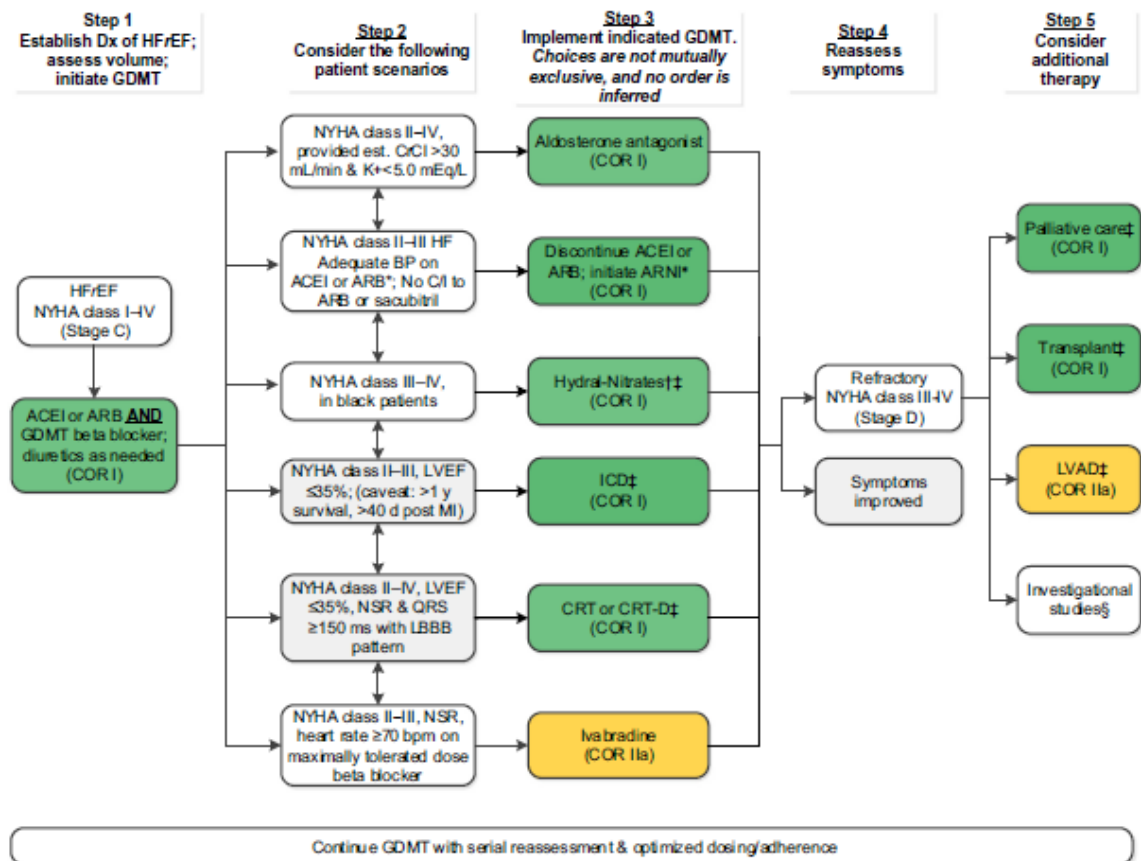 Step 1
Establish Dx of HFrEF;
assess volume;
initiate GDMT
Step 2
Consider the following
patient scenarios
Step 3
Implement indicated GDMT.
Choices are not mutually
exclusive, and no order is
inferred
Step 4
Reassess
symptoms
Step 5
Consider
additional
therapy
HFrEF
NYHA class I–IV
(Stage C)
ACEI or ARB AND
GDMT beta blocker;
diuretics as needed
(COR I)
NYHA class II–IV,
provided est. CrCl >30
mL/min & K+<5.0 mEq/L
Aldosterone antagonist
(COR I)
NYHA class II–III HF
Adequate BP on
ACEI or ARB*; No C/I to
ARB or sacubitril
Discontinue ACEI or
ARB; initiate ARNI*
(COR I)
NYHA class III–IV,
in black patients
Hydral-Nitrates†‡
(COR I)
NYHA class II–III, LVEF
≤35%; (caveat: >1 y
survival, >40 d post MI)
ICD‡
(COR I)
NYHA class II–IV, LVEF
≤35%, NSR & QRS
≥150 ms with LBBB
pattern
CRT or CRT-D‡
(COR I)
NYHA class II–III, NSR,
heart rate ≥70 bpm on
maximally tolerated dose
beta blocker
Ivabradine
(COR IIa)
Refractory
NYHA class III-IV
(Stage D)
Symptoms
improved
Palliative care‡
(COR I)
Transplant‡
(COR I)
LVAD‡
(COR IIa)
Investigational
studies§
Continue GDMT with serial reassessment & optimized dosing/adherence